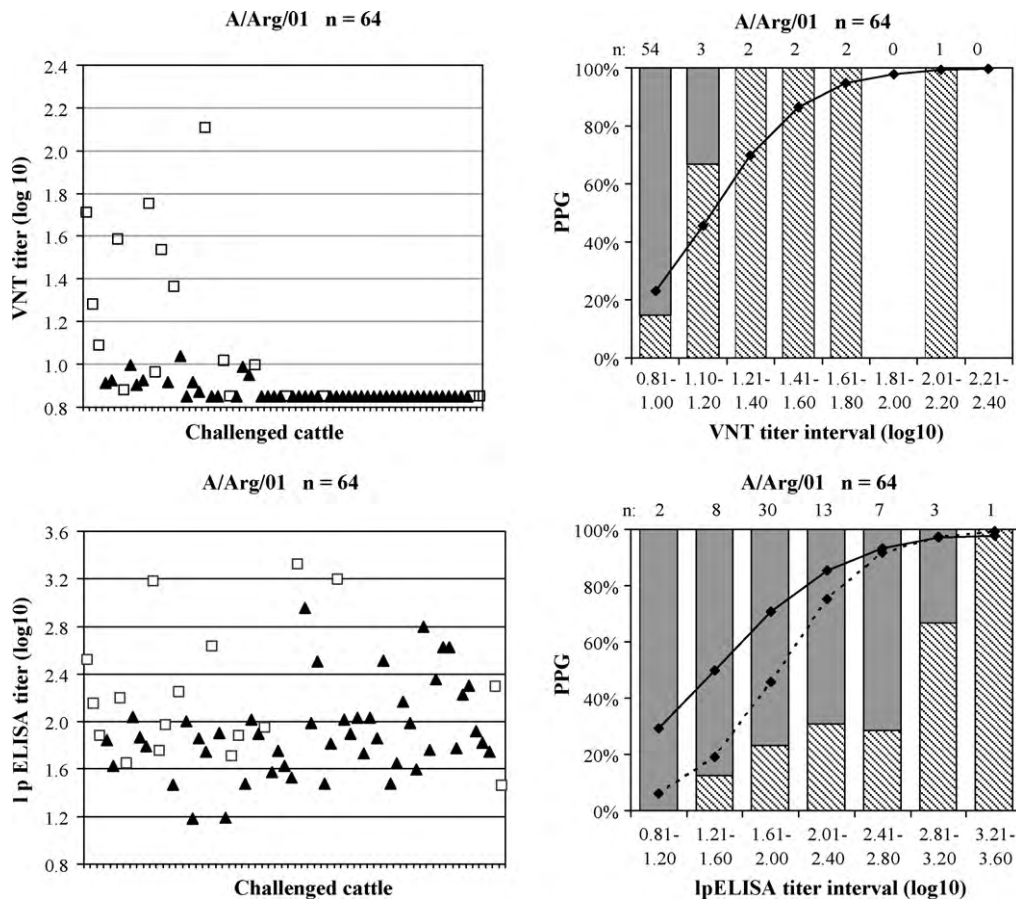 A/Arg/01 n = 64
VNT titer (log 10)
2.4
2.2
2.0
1.8
1.6
1.4
1.2
1.0
0.8
Challenged cattle
A/Arg/01 n = 64
n: 54 3 2 2 2 0 1 0
PPG
100%
80%
60%
40%
20%
0%
0.81- 1.10- 1.21- 1.41- 1.61- 1.81- 2.01- 2.21-
1.00 1.20 1.40 1.60 1.80 2.00 2.20 2.40
VNT titer interval (log10)
A/Arg/01 n = 64
l p ELISA titer (log10)
3.6
3.2
2.8
2.4
2.0
1.6
1.2
0.8
Challenged cattle
A/Arg/01 n = 64
n: 2 8 30 13 7 3 1
PPG
100%
80%
60%
40%
20%
0%
0.81- 1.21- 1.61- 2.01- 2.41- 2.81- 3.21-
1.20 1.60 2.00 2.40 2.80 3.20 3.60
lpELISA titer interval (log10)